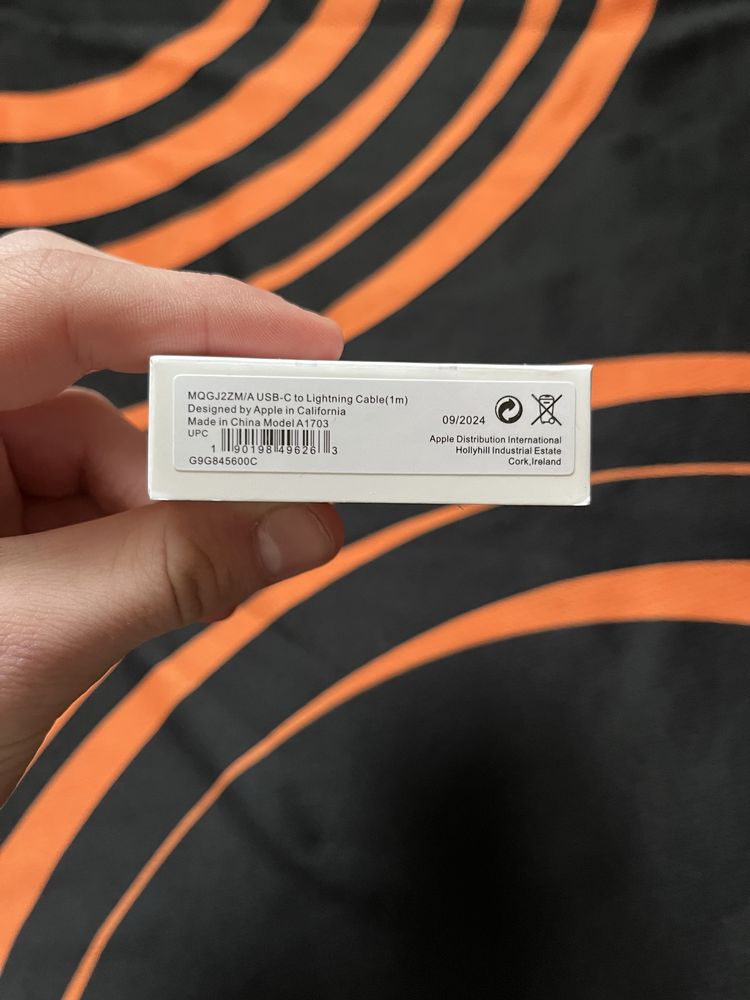 MQGJ2ZM/A USB-C to Lightning Cable(1m)
Designed by Apple in California
Made in China Model A1703
UPC
1 90198 49626 3
G9G845600C
09/2024
Apple Distribution International
Hollyhill Industrial Estate
Cork,Ireland